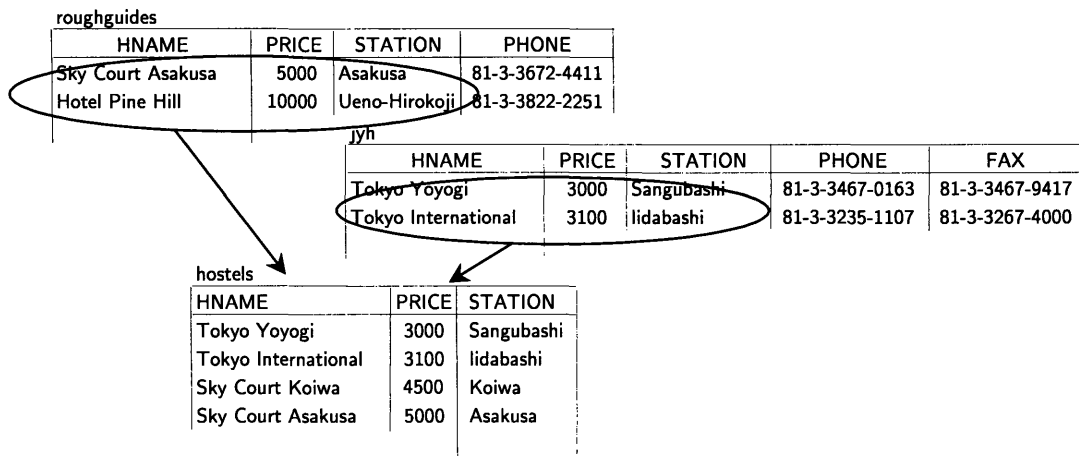 roughguides
HNAME PRICE STATION PHONE
Sky Court Asakusa 5000 Asakusa 81-3-3672-4411
Hotel Pine Hill 10000 Ueno-Hirokoji 81-3-3822-2251
jyh
HNAME PRICE STATION PHONE FAX
Tokyo Yoyogi 3000 Sangubashi 81-3-3467-0163 81-3-3467-9417
Tokyo International 3100 Iidabashi 81-3-3235-1107 81-3-3267-4000
hostels
HNAME PRICE STATION
Tokyo Yoyogi 3000 Sangubashi
Tokyo International 3100 Iidabashi
Sky Court Koiwa 4500 Koiwa
Sky Court Asakusa 5000 Asakusa